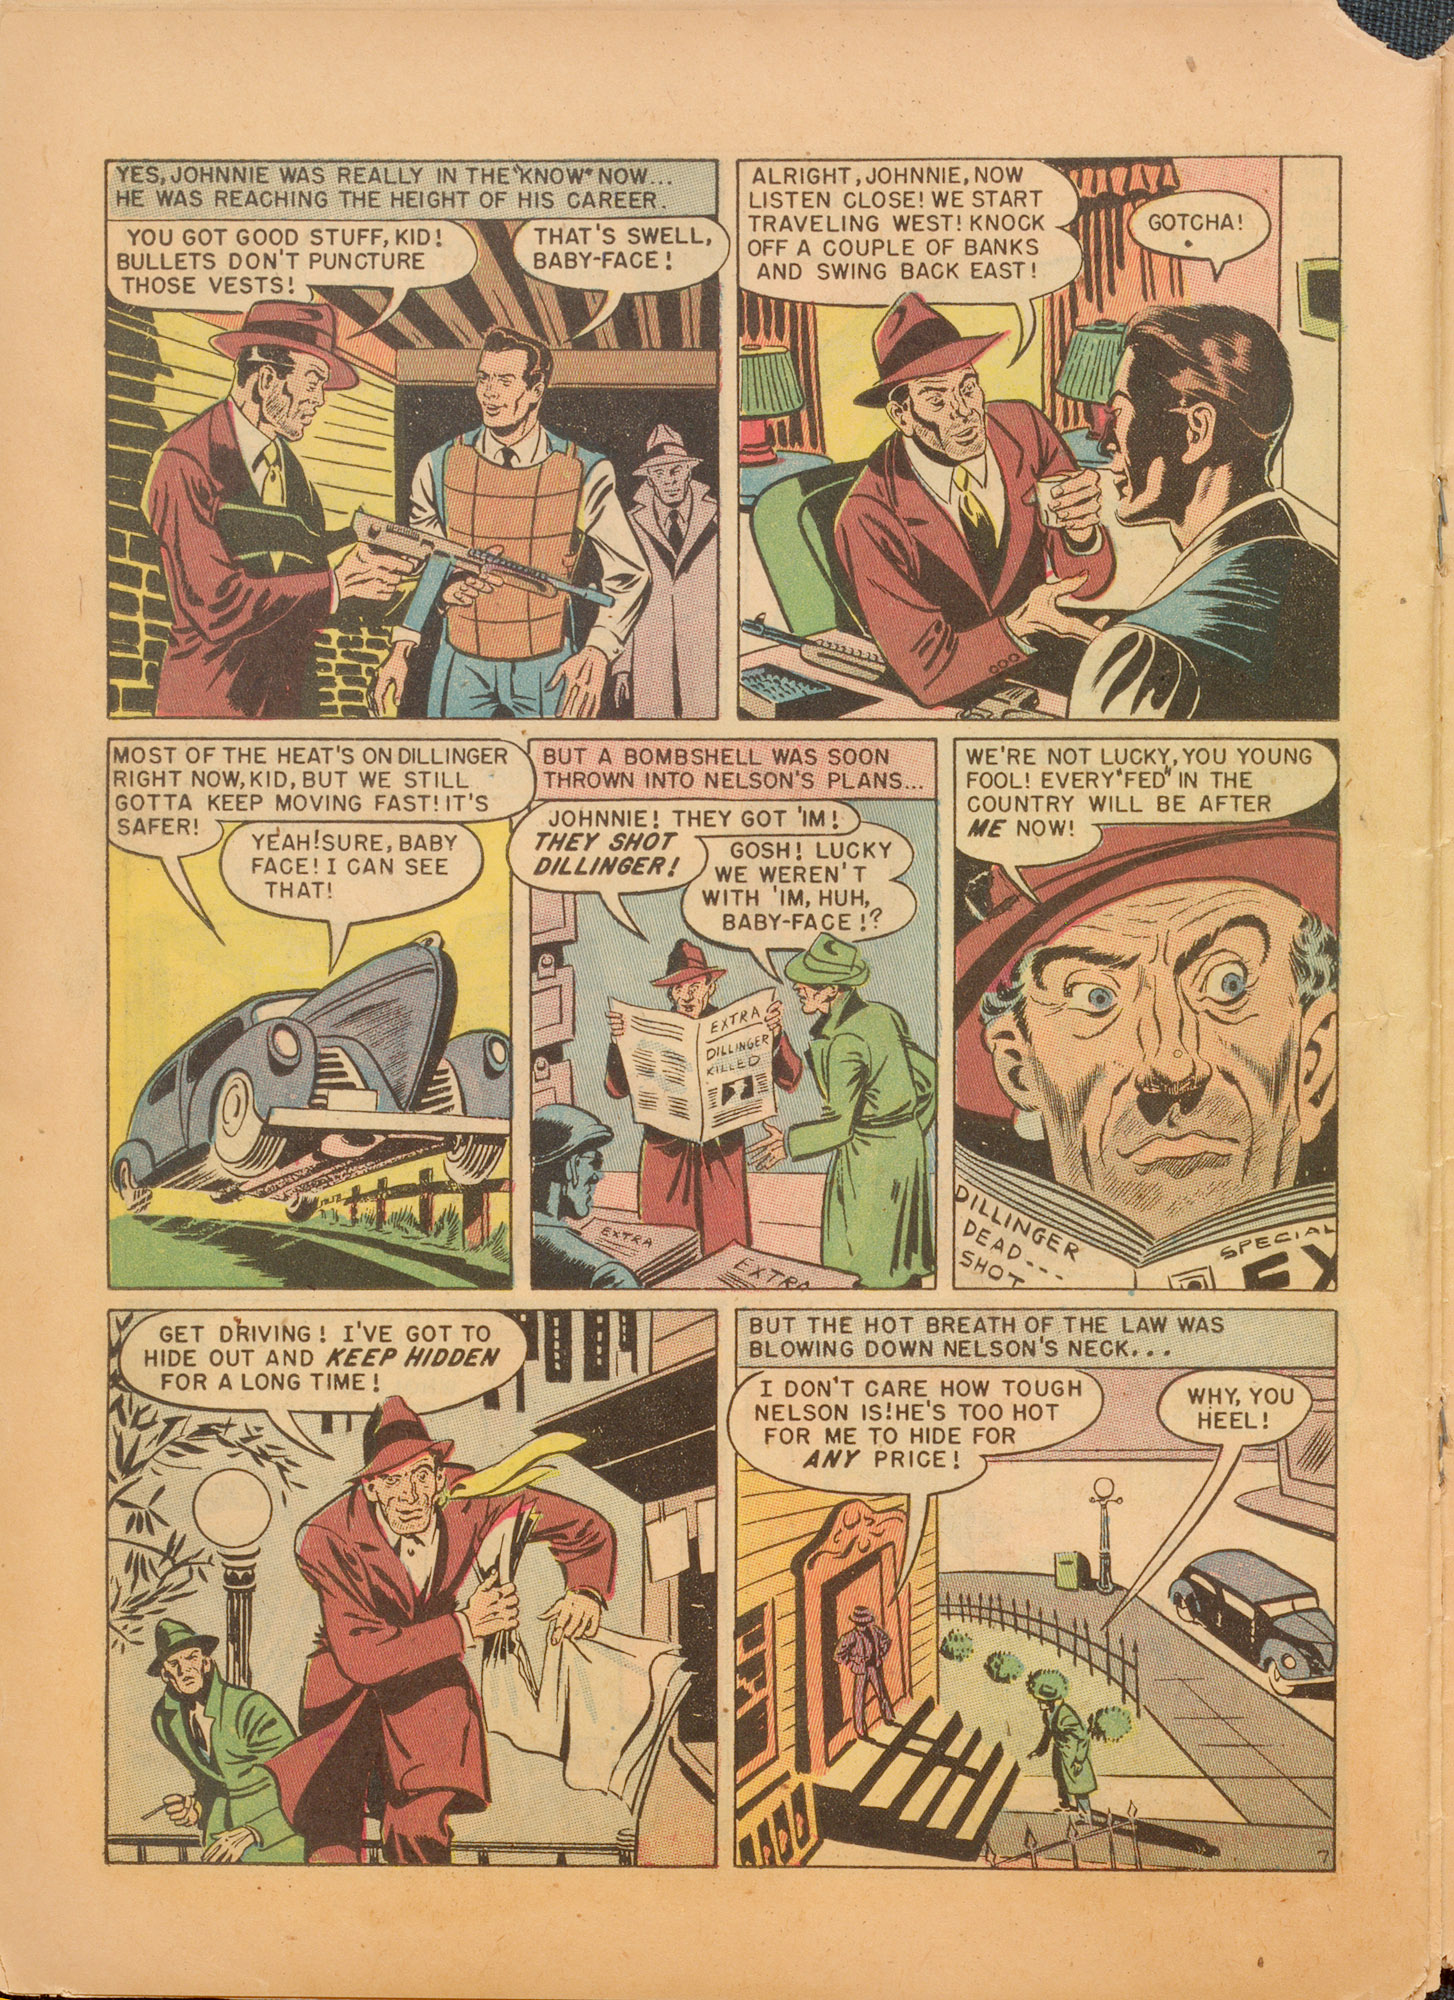 YES, JOHNNIE WAS REALLY IN THE "KNOW" NOW...
HE WAS REACHING THE HEIGHT OF HIS CAREER.
YOU GOT GOOD STUFF, KID!
BULLETS DON'T PUNCTURE
THOSE VESTS!
THAT'S SWELL,
BABY-FACE!
ALRIGHT, JOHNNIE, NOW
LISTEN CLOSE! WE START
TRAVELING WEST! KNOCK
OFF A COUPLE OF BANKS
AND SWING BACK EAST!
GOTCHA!
MOST OF THE HEAT'S ON DILLINGER
RIGHT NOW, KID, BUT WE STILL
GOTTA KEEP MOVING FAST! IT'S
SAFER!
YEAH! SURE, BABY
FACE! I CAN SEE
THAT!
BUT A BOMBSHELL WAS SOON
THROWN INTO NELSON'S PLANS...
JOHNNIE! THEY GOT 'IM!
THEY SHOT
DILLINGER!
GOSH! LUCKY
WE WEREN'T
WITH 'IM, HUH,
BABY-FACE!?
EXTRA
DILLINGER
KILLED
EXTRA
EXTRA
WE'RE NOT LUCKY, YOU YOUNG
FOOL! EVERY "FED" IN THE
COUNTRY WILL BE AFTER
ME NOW!
DILLINGER
DEAD---
SHOT
SPECIAL
EX
GET DRIVING! I'VE GOT TO
HIDE OUT AND KEEP HIDDEN
FOR A LONG TIME!
BUT THE HOT BREATH OF THE LAW WAS
BLOWING DOWN NELSON'S NECK...
I DON'T CARE HOW TOUGH
NELSON IS! HE'S TOO HOT
FOR ME TO HIDE FOR
ANY PRICE!
WHY, YOU
HEEL!
7